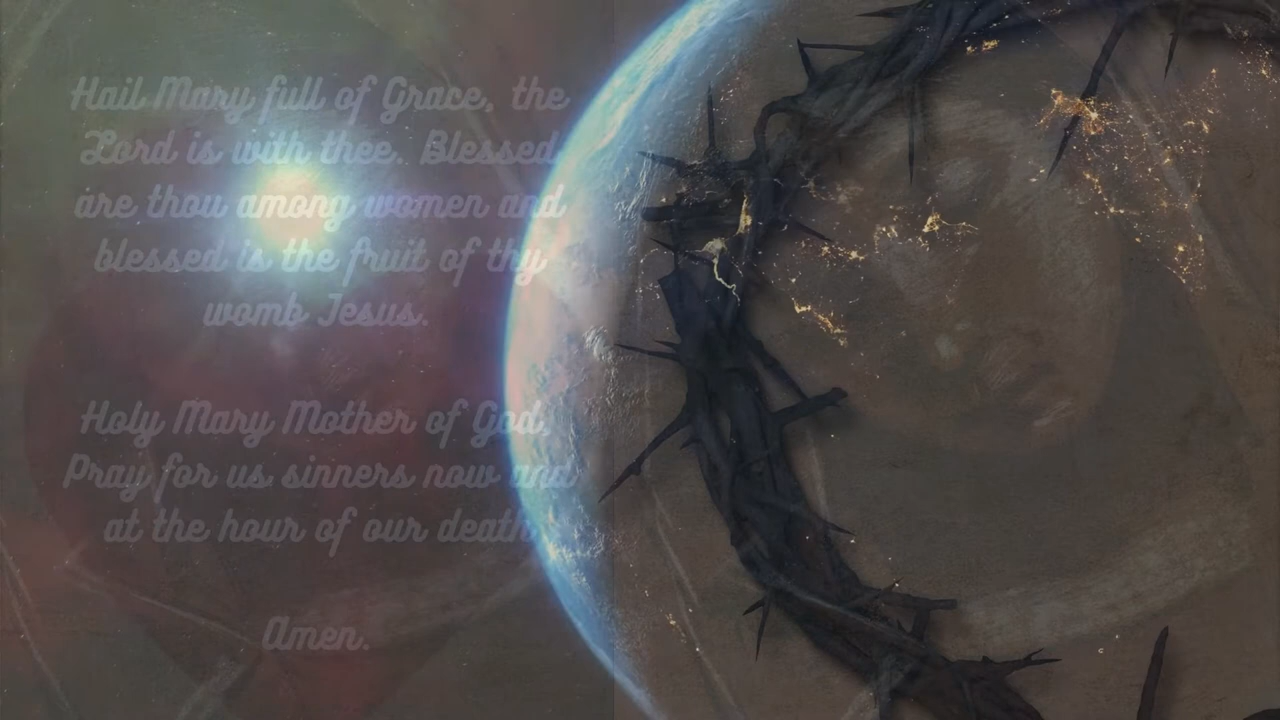 Hail Mary full of Grace, the
Lord is with thee. Blessed
are thou among women and
blessed is the fruit of thy
womb Jesus.
Holy Mary Mother of God,
Pray for us sinners now and
at the hour of our death
Amen.